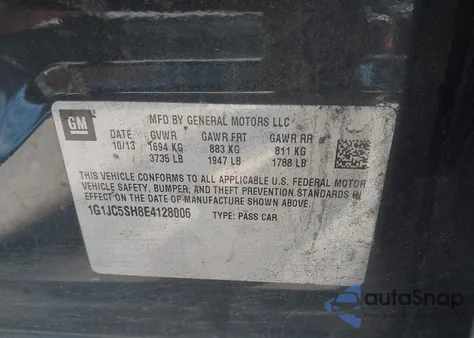 GM
MFD BY GENERAL MOTORS LLC
DATE GVWR GAWR FRT GAWR RR
10/13 1694 KG 883 KG 811 KG
3735 LB 1947 LB 1788 LB
THIS VEHICLE CONFORMS TO ALL APPLICABLE U.S. FEDERAL MOTOR
VEHICLE SAFETY, BUMPER, AND THEFT PREVENTION STANDARDS IN
EFFECT ON THE DATE OF MANUFACTURE SHOWN ABOVE.
1G1JC5SH8E4128006 TYPE: PASS CAR
autoSnap